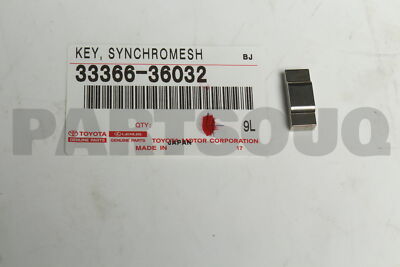 KEY, SYNCHROMESH BJ
33366-36032
QTY: 9L
TOYOTA LEXUS TOYOTA MOTOR CORPORATION
GENUINE PARTS GENUINE PARTS
MADE IN JAPAN 17
PARTSOUQ